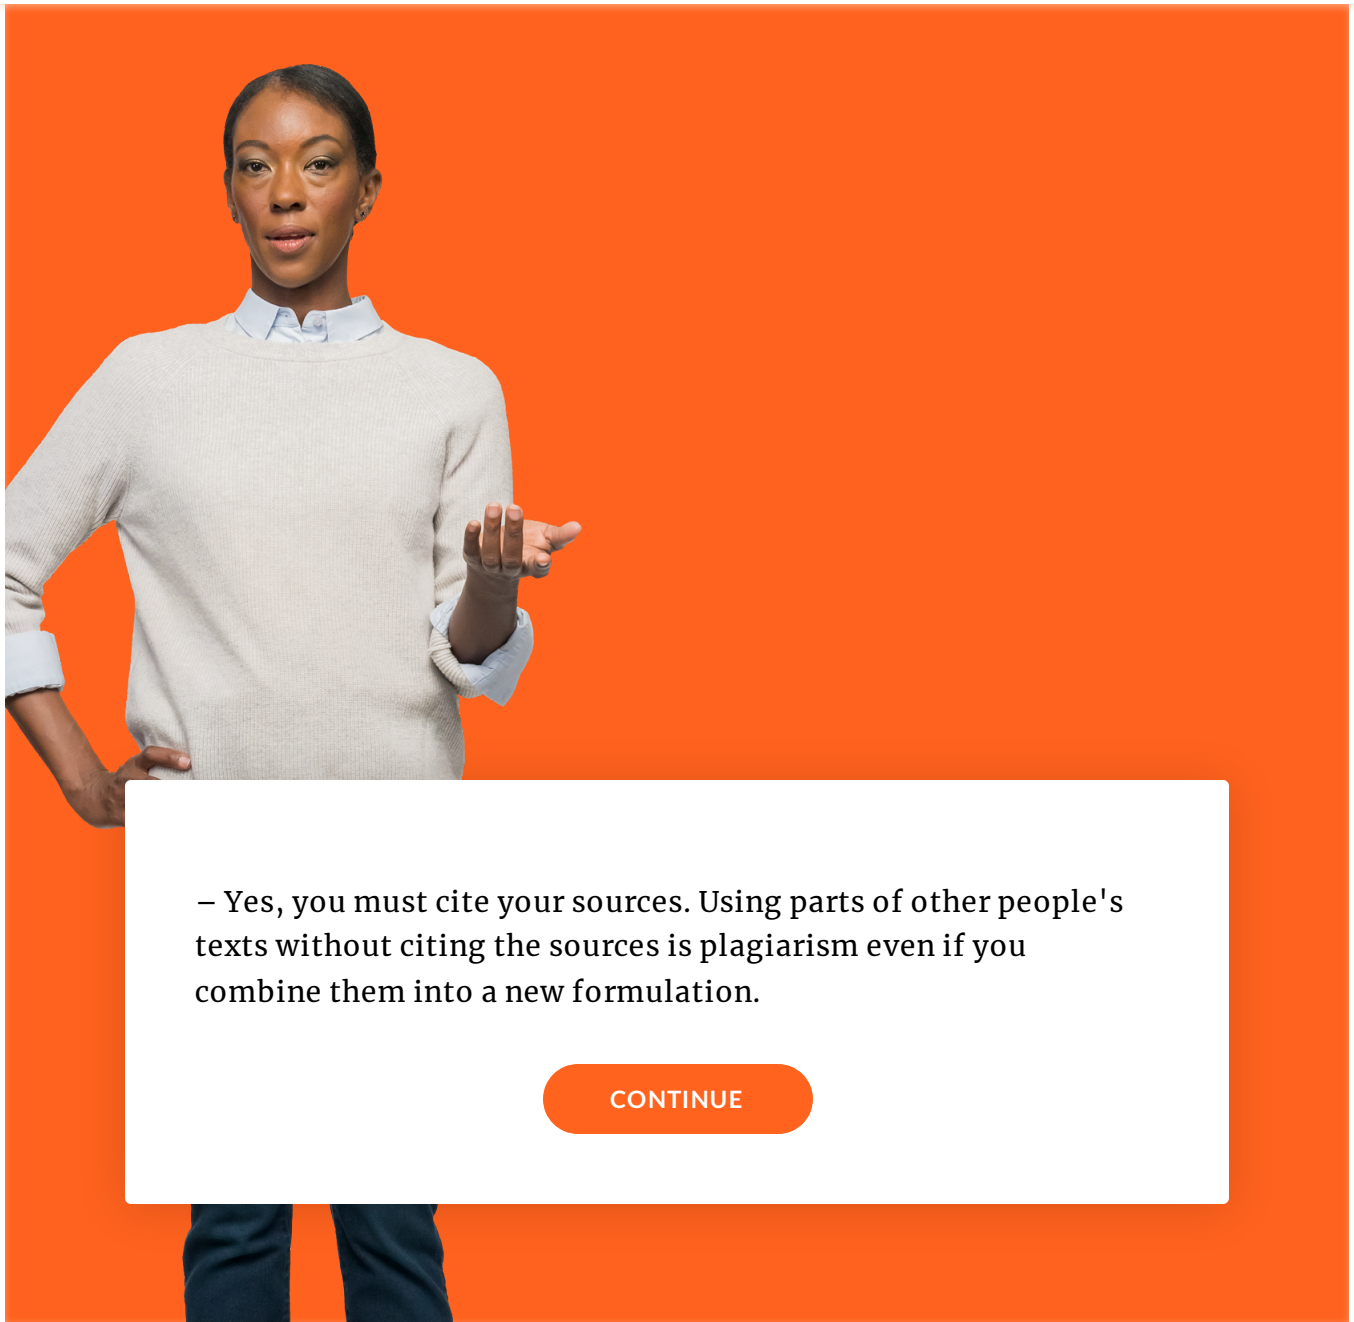 – Yes, you must cite your sources. Using parts of other people's
texts without citing the sources is plagiarism even if you
combine them into a new formulation.
CONTINUE